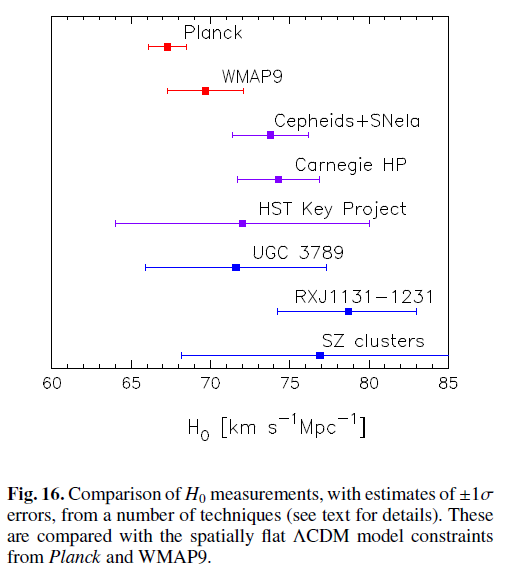 Planck
WMAP9
Cepheids+SNeIa
Carnegie HP
HST Key Project
UGC 3789
RXJ1131−1231
SZ clusters
60 65 70 75 80 85
H₀ [km s⁻¹Mpc⁻¹]
Fig. 16. Comparison of H₀ measurements, with estimates of ±1σ
errors, from a number of techniques (see text for details). These
are compared with the spatially flat ΛCDM model constraints
from Planck and WMAP9.